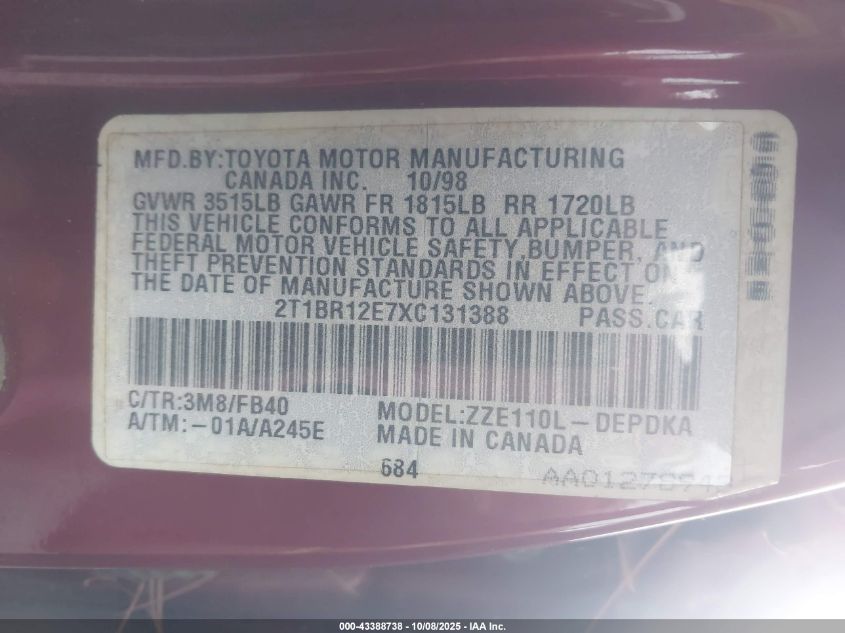 MFD.BY:TOYOTA MOTOR MANUFACTURING
CANADA INC. 10/98
GVWR 3515LB GAWR FR 1815LB RR 1720LB
THIS VEHICLE CONFORMS TO ALL APPLICABLE
FEDERAL MOTOR VEHICLE SAFETY,BUMPER, AND
THEFT PREVENTION STANDARDS IN EFFECT ON
THE DATE OF MANUFACTURE SHOWN ABOVE.
2T1BR12E7XC131388 PASS.CAR
C/TR:3M8/FB40 MODEL:ZZE110L-DEPDKA
A/TM:-01A/A245E MADE IN CANADA
684
000-43388738 - 10/08/2025 - IAA Inc.